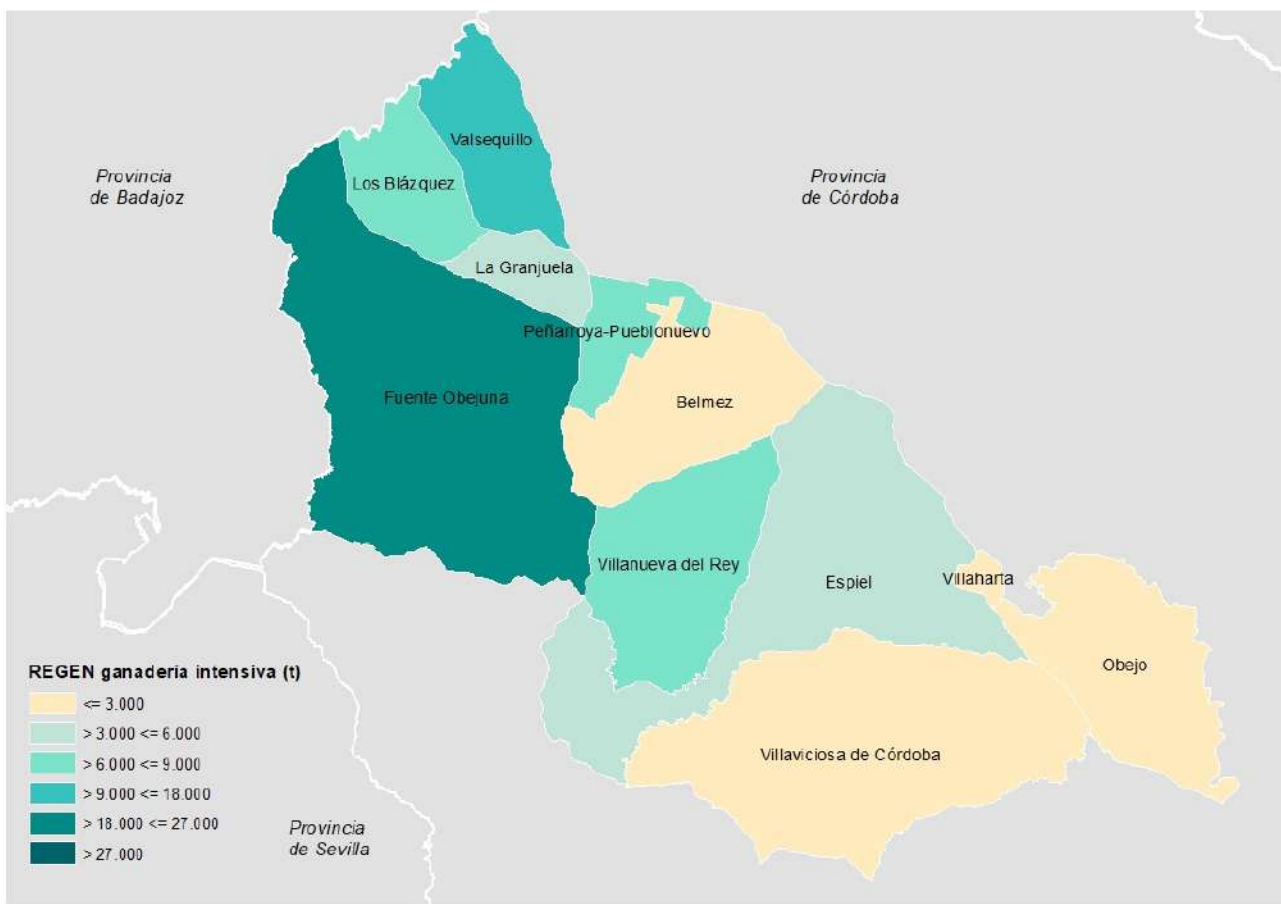 Valsequillo
Provincia
de Badajoz
Los Blázquez
Provincia
de Córdoba
La Granjuela
Peñarroya-Pueblonuevo
Fuente Obejuna
Belmez
Villanueva del Rey
Espiel
Villaharta
Obejo
Villaviciosa de Córdoba
REGEN ganadería intensiva (t)
<= 3.000
> 3.000 <= 6.000
> 6.000 <= 9.000
> 9.000 <= 18.000
> 18.000 <= 27.000
> 27.000
Provincia
de Sevilla